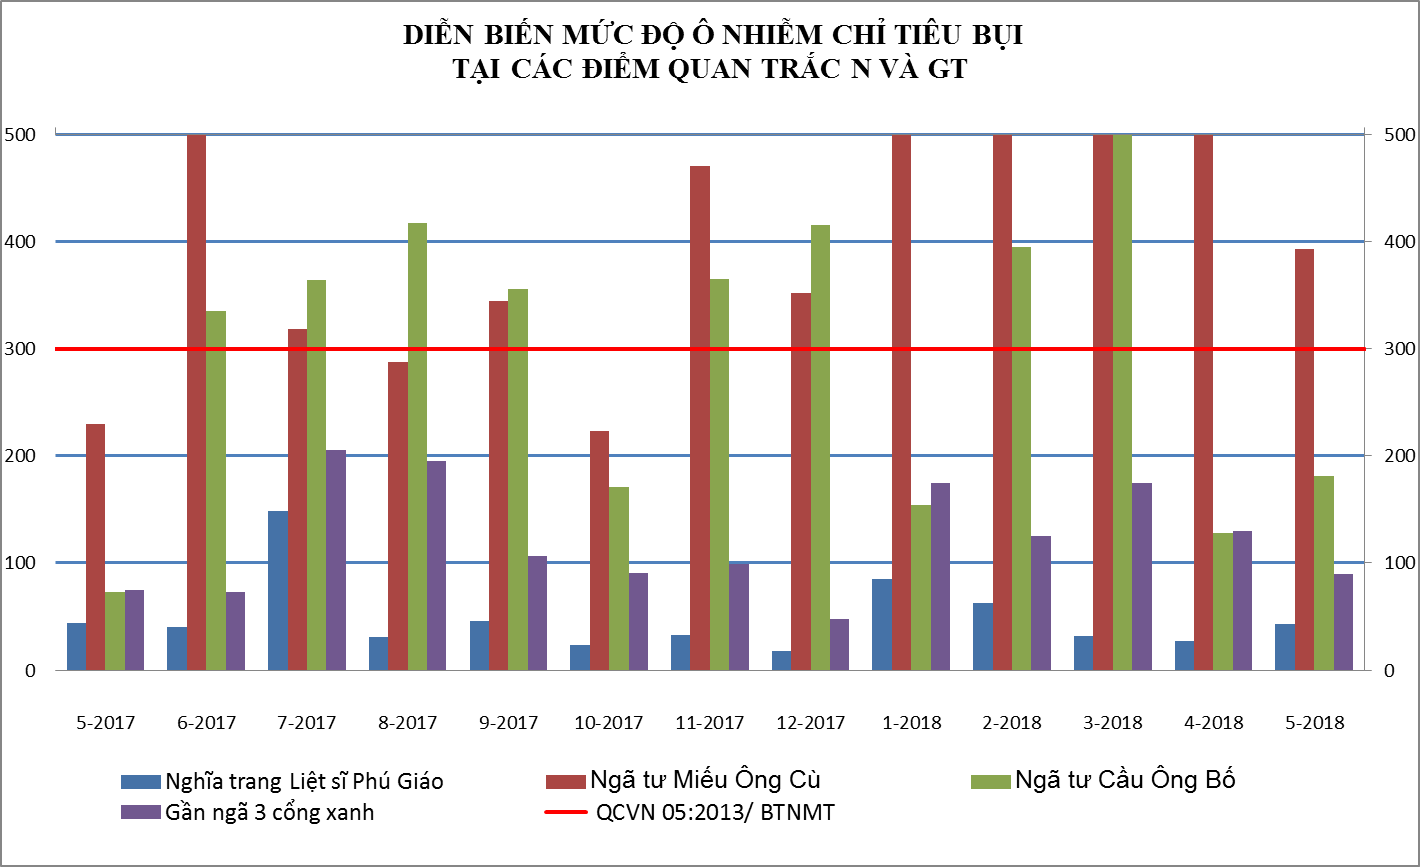 DIỄN BIẾN MỨC ĐỘ Ô NHIỄM CHỈ TIÊU BỤI
TẠI CÁC ĐIỂM QUAN TRẮC N VÀ GT
500 500
400 400
300 300
200 200
100 100
0 0
5-2017 6-2017 7-2017 8-2017 9-2017 10-2017 11-2017 12-2017 1-2018 2-2018 3-2018 4-2018 5-2018
Nghĩa trang Liệt sĩ Phú Giáo Ngã tư Miếu Ông Cù Ngã tư Cầu Ông Bố
Gần ngã 3 cổng xanh QCVN 05:2013/ BTNMT